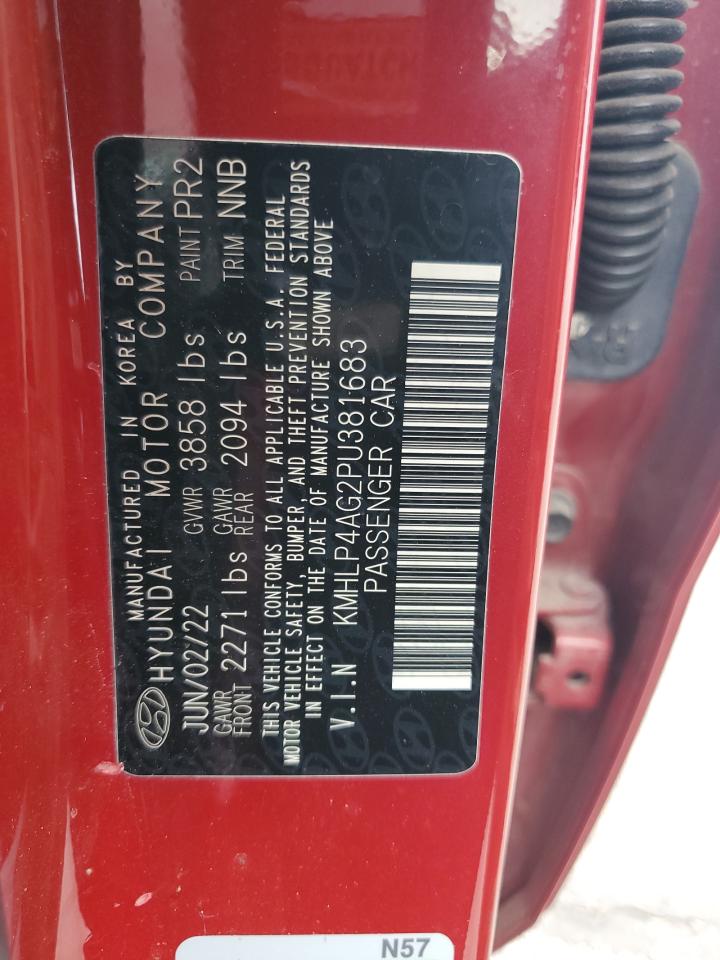 MANUFACTURED IN KOREA BY
HYUNDAI MOTOR COMPANY
JUN/02/22 GVWR 3858 lbs PAINT PR2
GAWR FRONT 2271 lbs GAWR REAR 2094 lbs TRIM NNB
THIS VEHICLE CONFORMS TO ALL APPLICABLE U.S.A. FEDERAL
MOTOR VEHICLE SAFETY, BUMPER, AND THEFT PREVENTION STANDARDS
IN EFFECT ON THE DATE OF MANUFACTURE SHOWN ABOVE
V.I.N KMHLP4AG2PU381683
PASSENGER CAR
N57